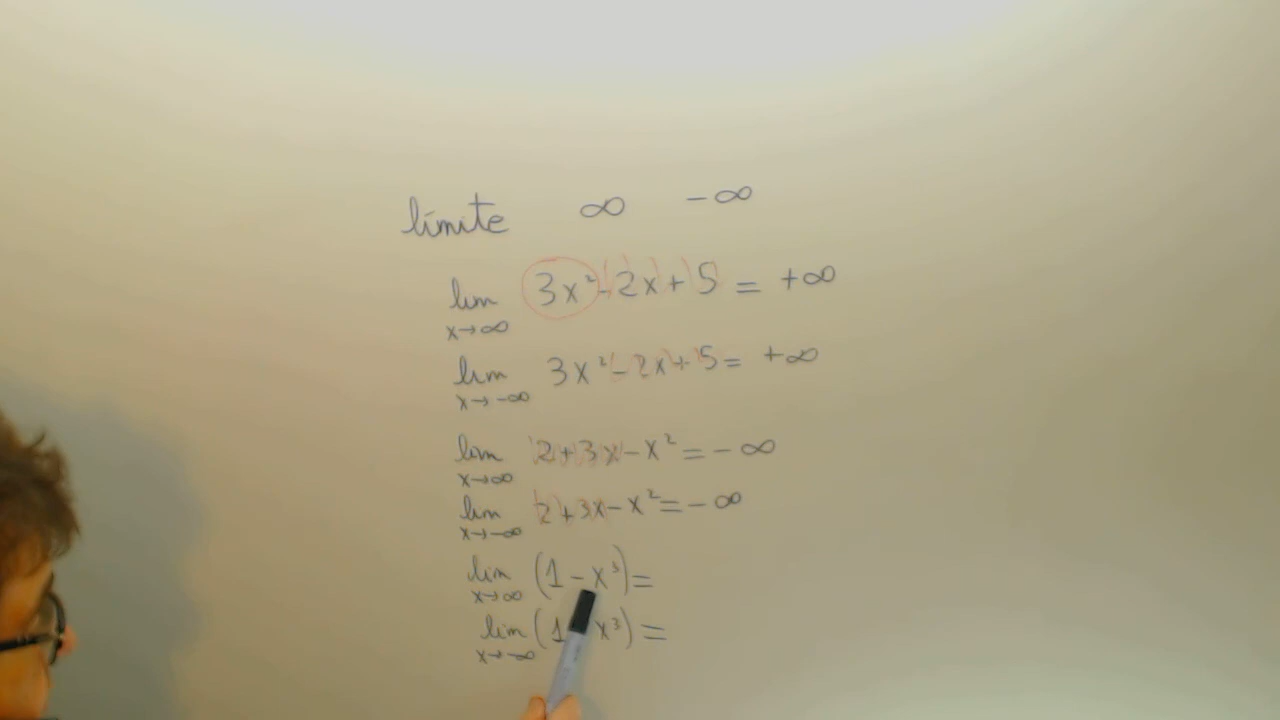 límite ∞ -∞
lim x→∞ 3x²-2x+5 = +∞
lim x→-∞ 3x²-2x+5 = +∞
lim x→∞ 2+3x-x² = -∞
lim x→-∞ 2+3x-x² = -∞
lim x→∞ (1-x³) =
lim x→-∞ (1 x³) =